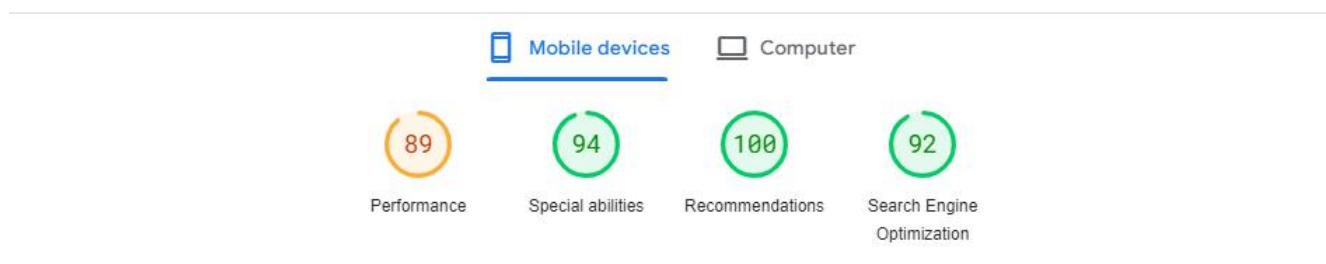 Mobile devices
Computer
89
94
100
92
Performance
Special abilities
Recommendations
Search Engine
Optimization